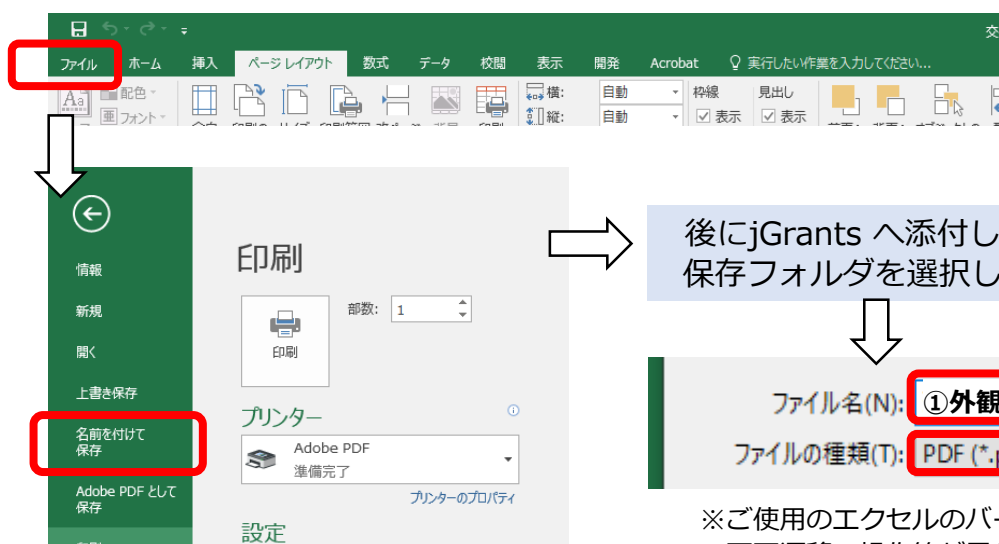 交
ファイル ホーム 挿入 ページ レイアウト 数式 データ 校閲 表示 開発 Acrobat 実行したい作業を入力してください...
Aa 配色 横: 自動 枠線 見出し
フォント 縦: 自動 表示 表示
情報
新規
開く
上書き保存
名前を付けて
保存
Adobe PDF として
保存
印刷
部数: 1
印刷
プリンター
Adobe PDF
準備完了
プリンターのプロパティ
設定
後にjGrants へ添付し
保存フォルダを選択し
ファイル名(N): ①外観
ファイルの種類(T): PDF (*.p
※ご使用のエクセルのバー